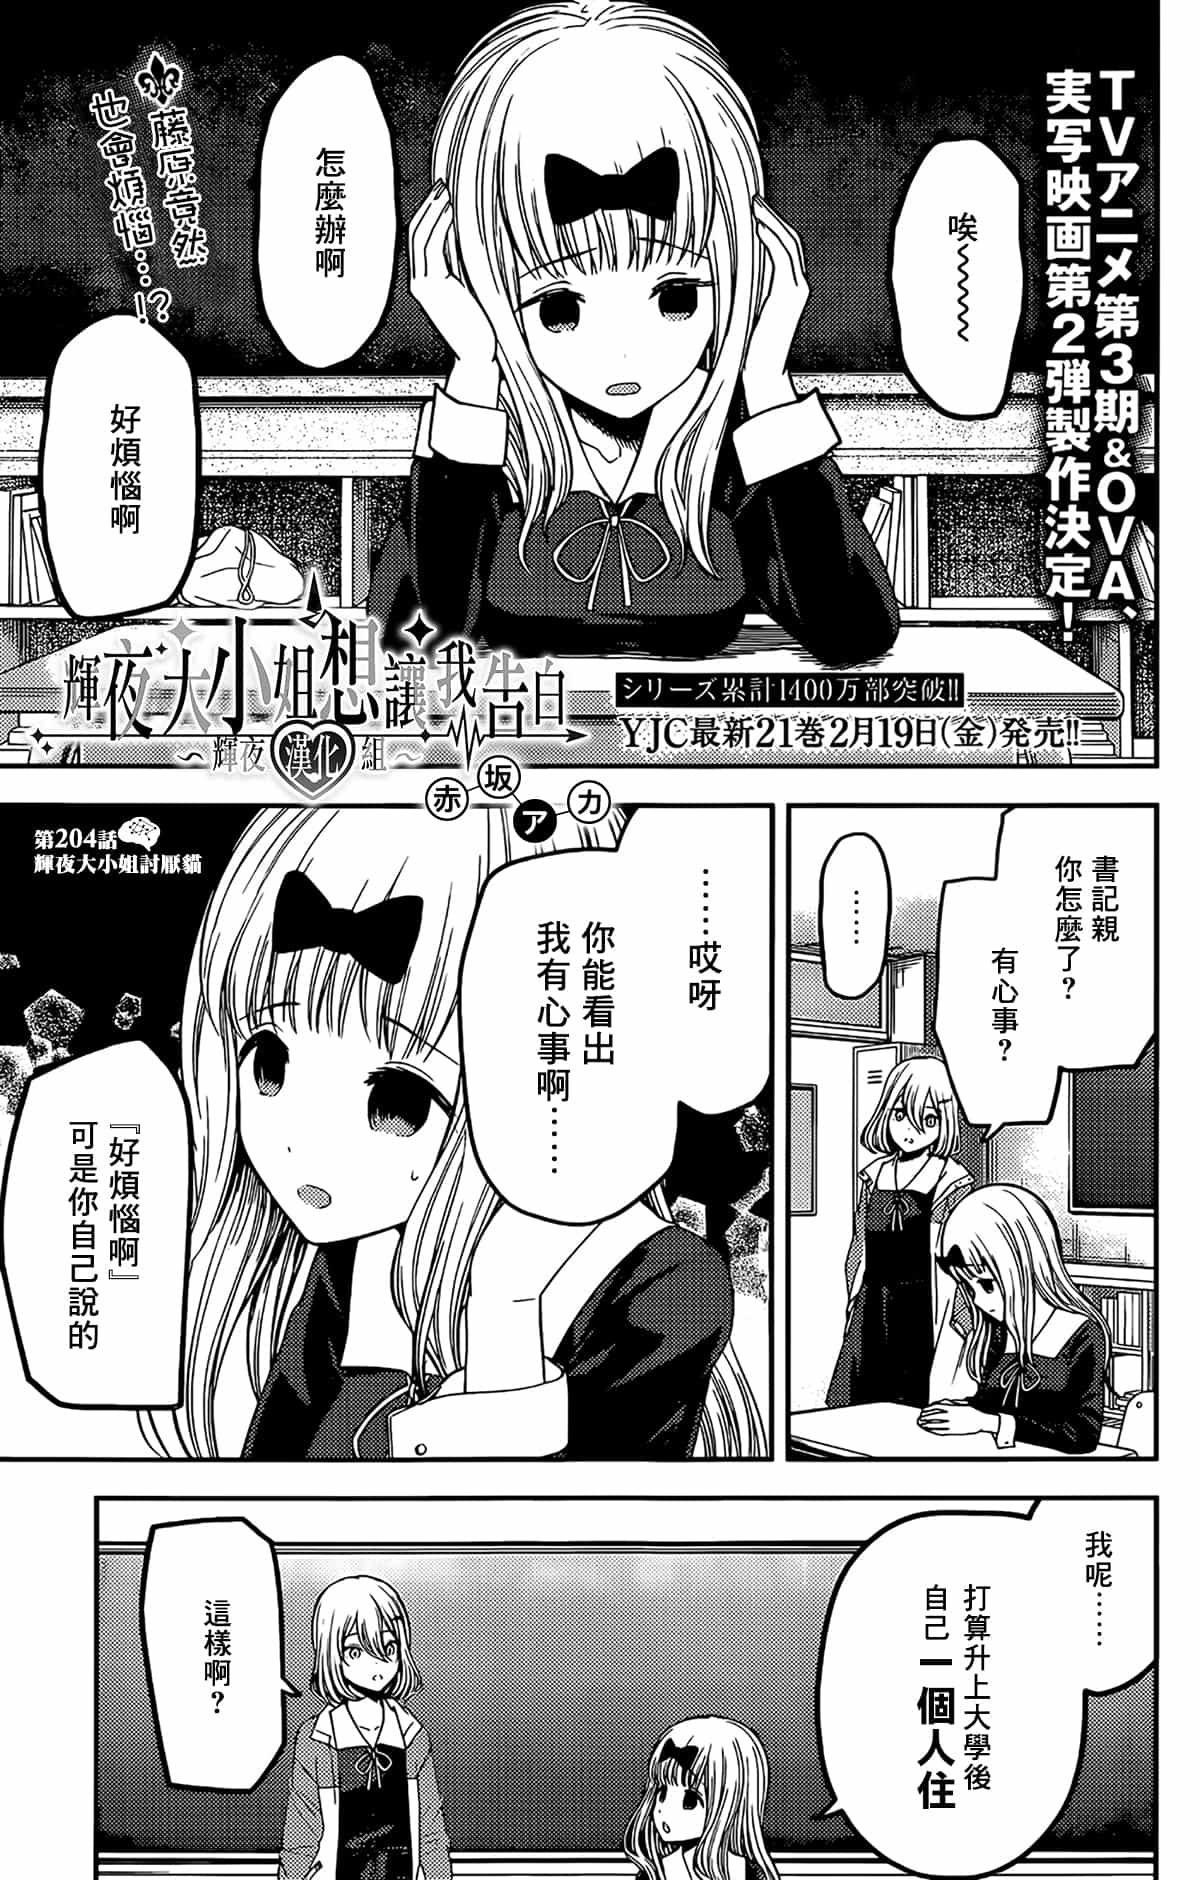 TVアニメ第3期&OVA、
実写映画第2弾製作決定！
唉
怎麼辦啊
藤原竟然
也會煩惱…!?
好煩惱啊
輝夜大小姐想讓我告白
～輝夜漢化組～
赤坂アカ
シリーズ累計1400万部突破!!
YJC最新21巻2月19日(金)発売!!
書記親
你怎麼了？
有心事？
……
……哎呀
你能看出
我有心事啊……
第204話
輝夜大小姐討厭貓
『好煩惱啊』
可是你自己說的
我呢……
打算升上大學後
自己一個人住
這樣啊？